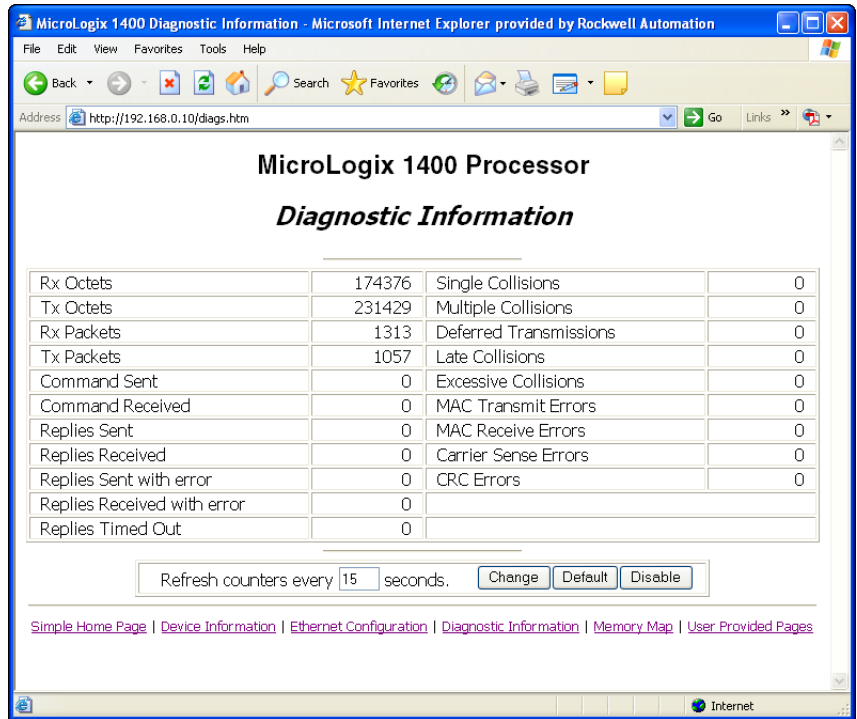 MicroLogix 1400 Diagnostic Information - Microsoft Internet Explorer provided by Rockwell Automation
File Edit View Favorites Tools Help
Back Search Favorites
Address http://192.168.0.10/diags.htm Go Links »
MicroLogix 1400 Processor
Diagnostic Information
Rx Octets 174376 Single Collisions 0
Tx Octets 231429 Multiple Collisions 0
Rx Packets 1313 Deferred Transmissions 0
Tx Packets 1057 Late Collisions 0
Command Sent 0 Excessive Collisions 0
Command Received 0 MAC Transmit Errors 0
Replies Sent 0 MAC Receive Errors 0
Replies Received 0 Carrier Sense Errors 0
Replies Sent with error 0 CRC Errors 0
Replies Received with error 0
Replies Timed Out 0
Refresh counters every 15 seconds. Change Default Disable
Simple Home Page | Device Information | Ethernet Configuration | Diagnostic Information | Memory Map | User Provided Pages
Internet